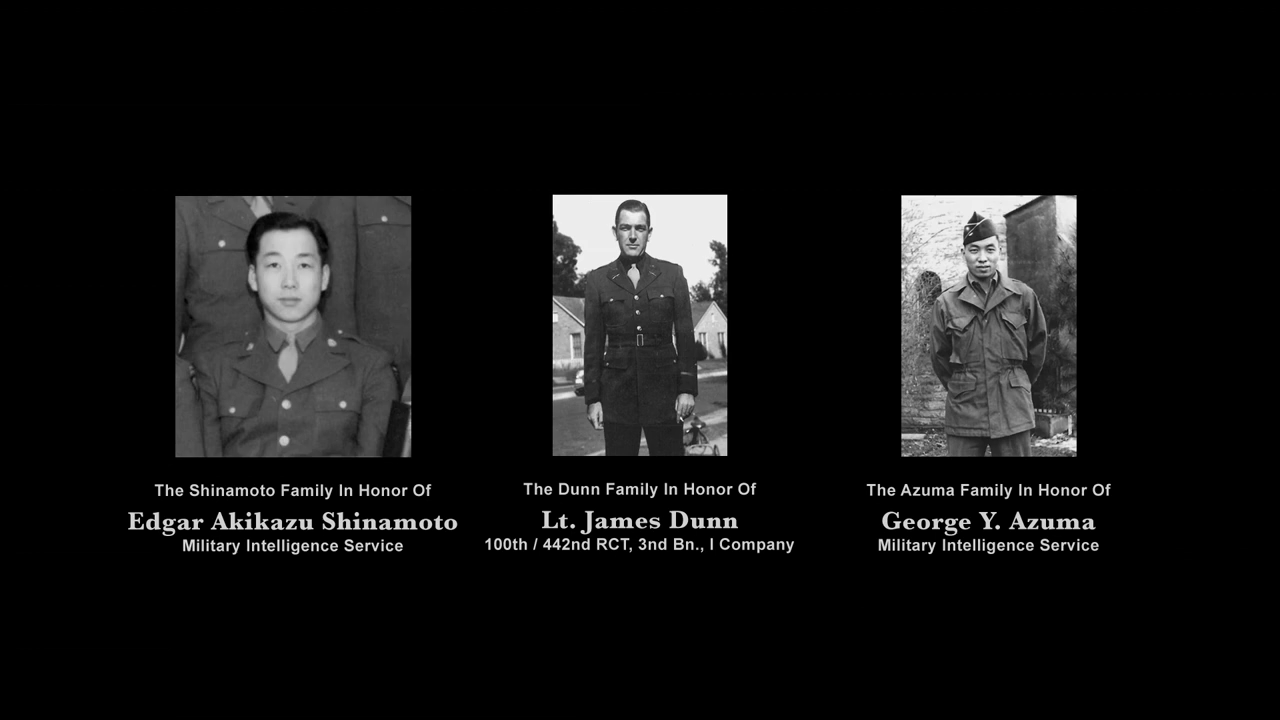 The Shinamoto Family In Honor Of
Edgar Akikazu Shinamoto
Military Intelligence Service
The Dunn Family In Honor Of
Lt. James Dunn
100th / 442nd RCT, 3nd Bn., I Company
The Azuma Family In Honor Of
George Y. Azuma
Military Intelligence Service